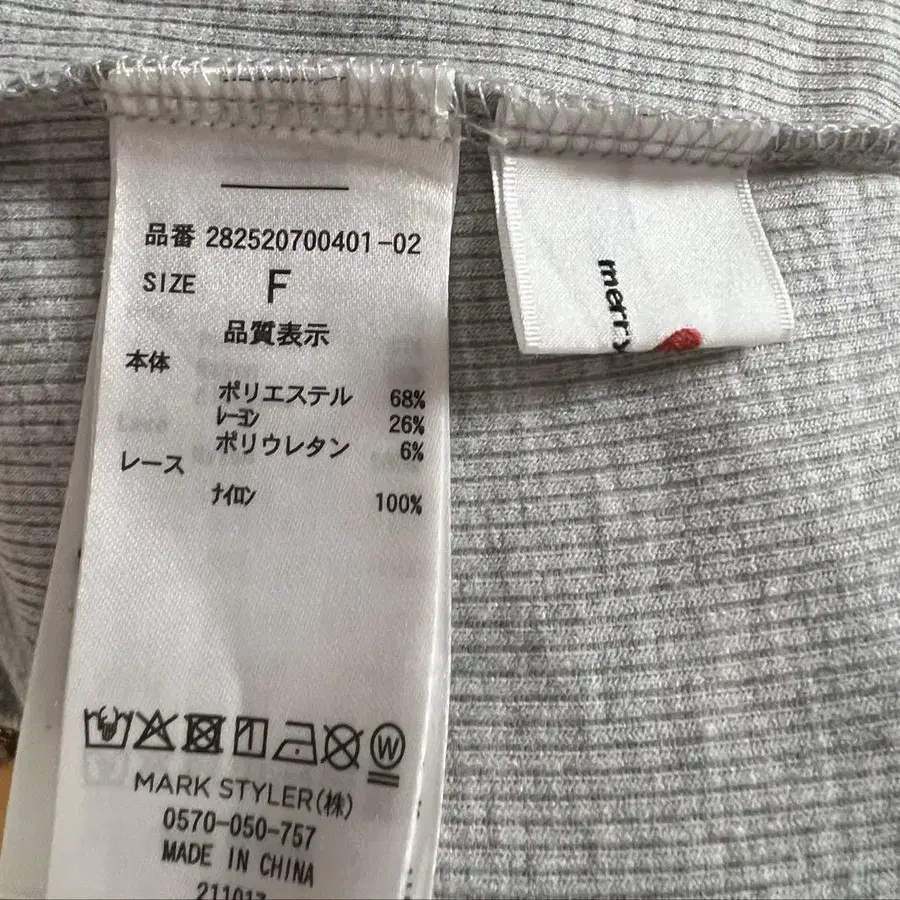 品番 282520700401-02
SIZE F
品質表示
本体
ポリエステル 68%
レーヨン 26%
ポリウレタン 6%
レース
ナイロン 100%
W
MARK STYLER(株)
0570-050-757
MADE IN CHINA
merry